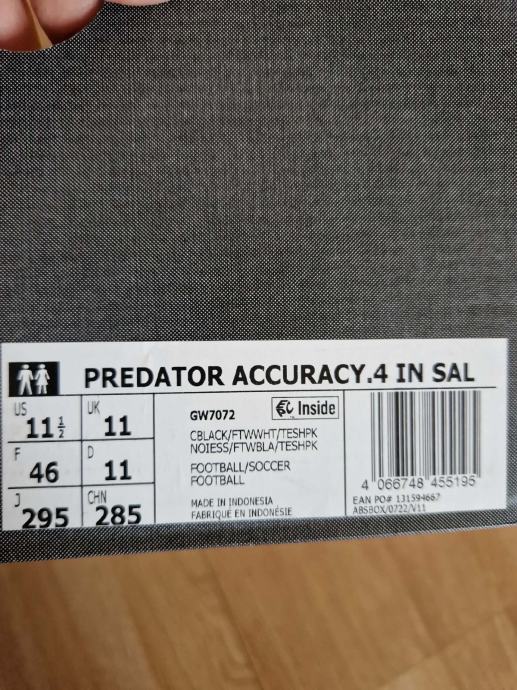 PREDATOR ACCURACY.4 IN SAL
US 11½ UK 11
F 46 D 11
J 295 CHN 285
GW7072
Inside
CBLACK/FTWWHT/TESHPK
NOIESS/FTWBLA/TESHPK
FOOTBALL/SOCCER
FOOTBALL
MADE IN INDONESIA
FABRIQUÉ EN INDONÉSIE
4 066748 455195
EAN PO# 131594667
ABSBOX/0722/V11